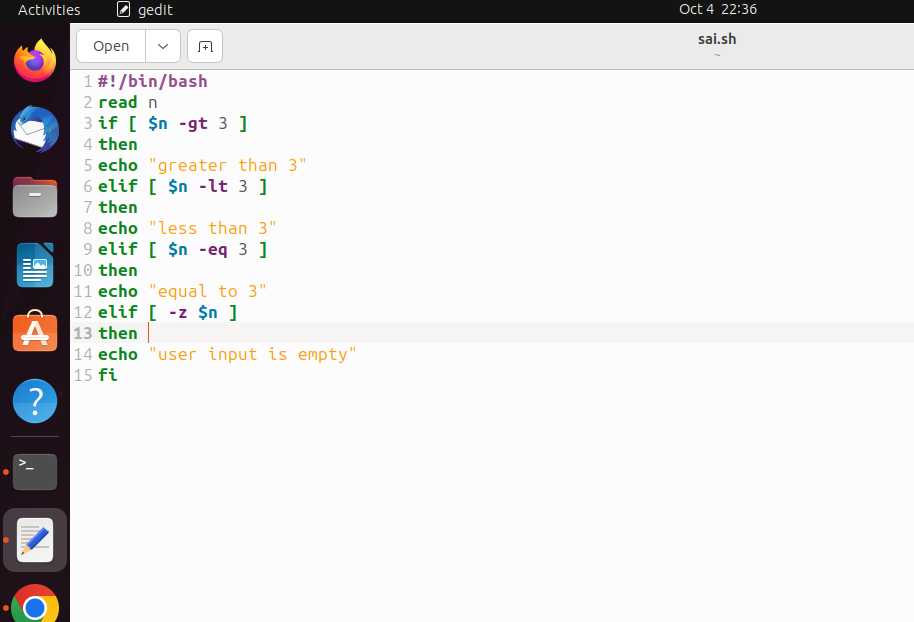 Activities
gedit
Oct 4 22:36
Open
sai.sh
~
1 #!/bin/bash
2 read n
3 if [ $n -gt 3 ]
4 then
5 echo "greater than 3"
6 elif [ $n -lt 3 ]
7 then
8 echo "less than 3"
9 elif [ $n -eq 3 ]
10 then
11 echo "equal to 3"
12 elif [ -z $n ]
13 then
14 echo "user input is empty"
15 fi
?
>_